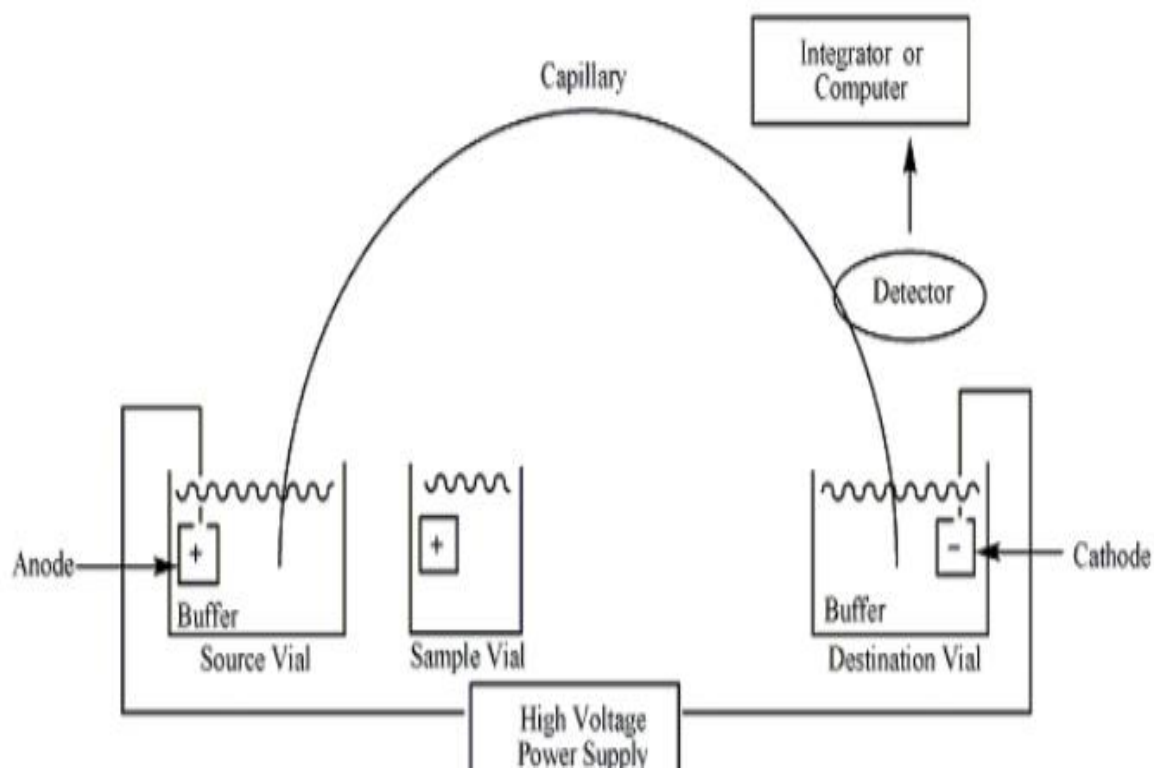 Integrator or
Computer
Capillary
Detector
Anode
+
+
-
Cathode
Buffer
Buffer
Source Vial
Sample Vial
Destination Vial
High Voltage
Power Supply